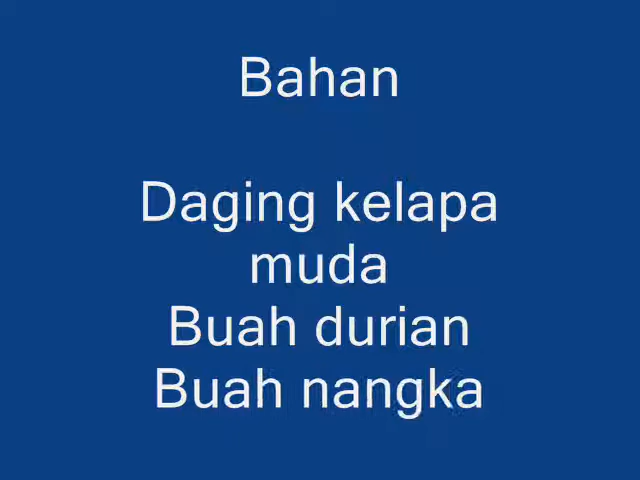 Bahan
Daging kelapa
muda
Buah durian
Buah nangka